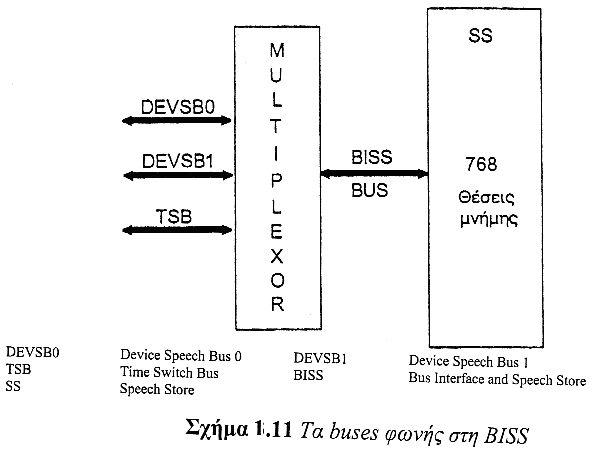 MULTIPLEXOR
SS
DEVSB0
DEVSB1
TSB
BISS
BUS
768
Θέσεις
μνήμης
DEVSB0 Device Speech Bus 0 DEVSB1 Device Speech Bus 1
TSB Time Switch Bus BISS Bus Interface and Speech Store
SS Speech Store
Σχήμα 1.11 Τα buses φωνής στη BISS